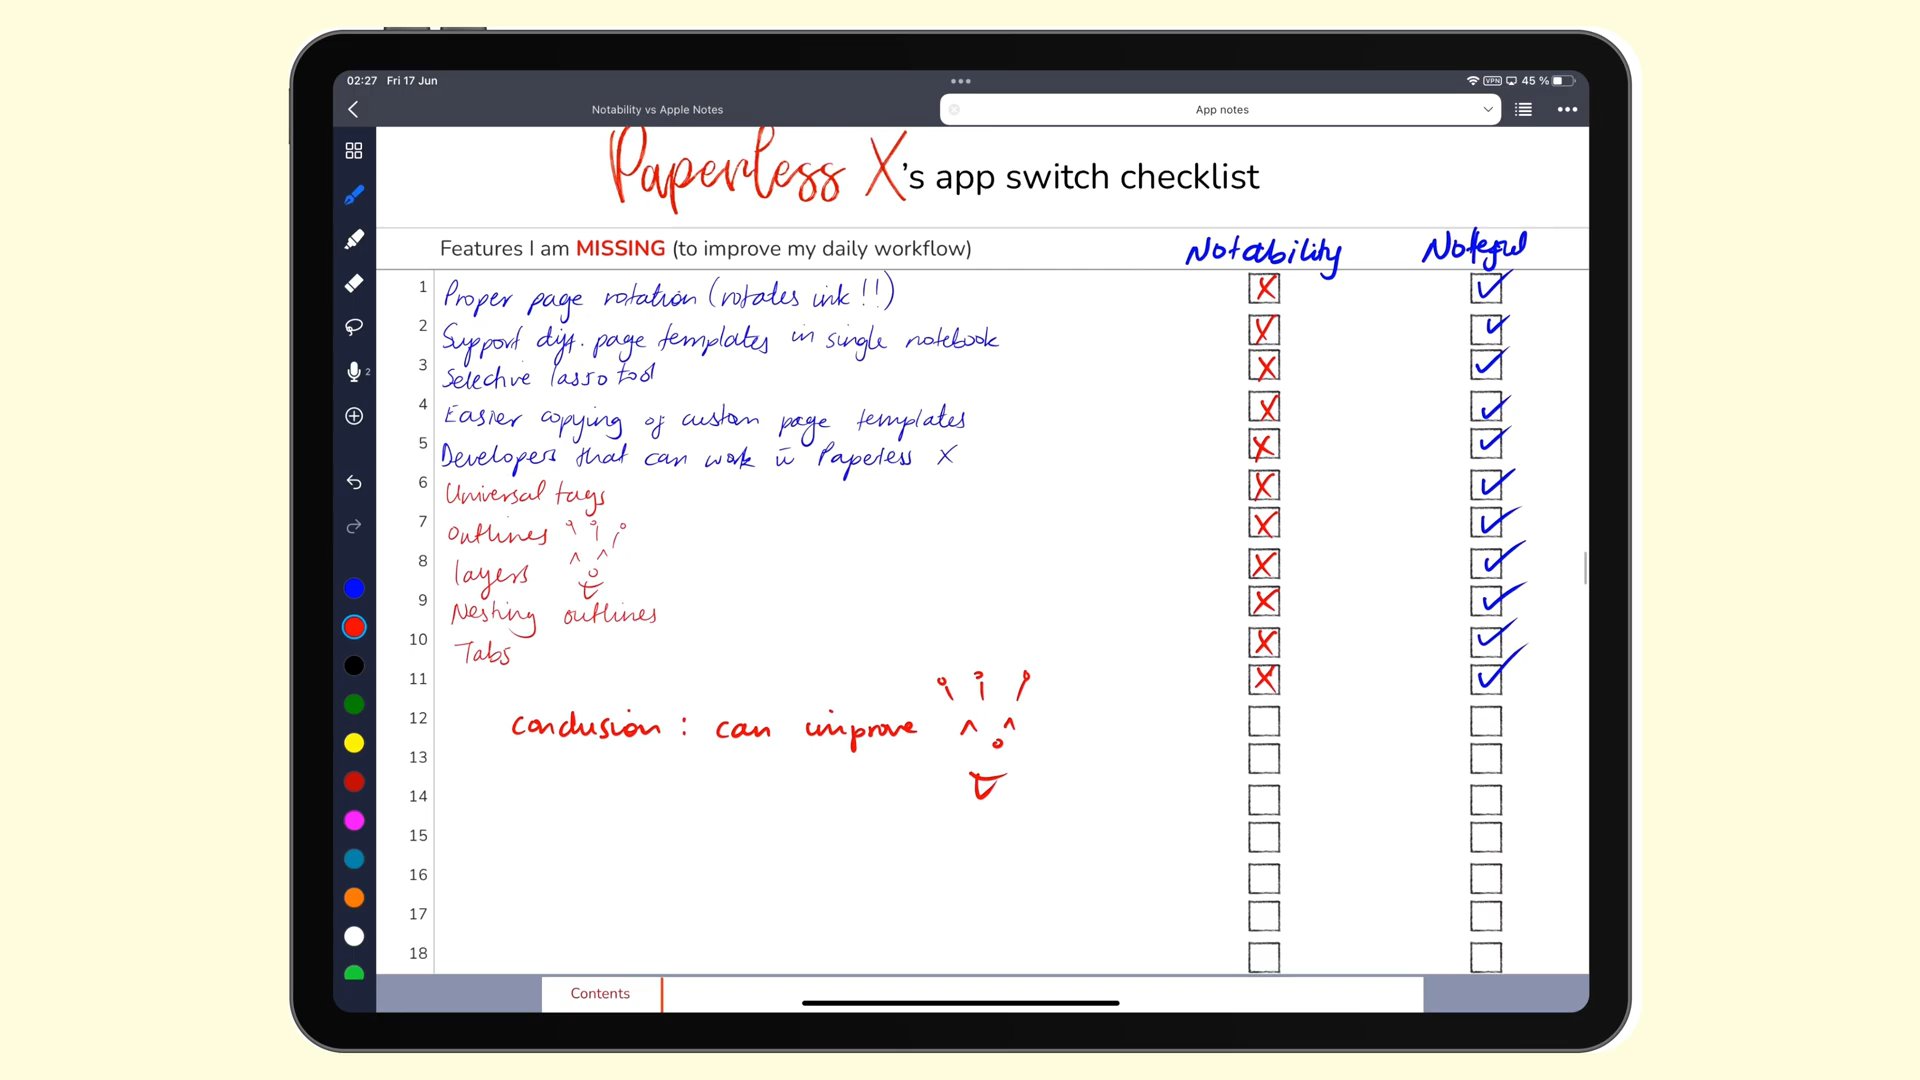 02:27 Fri 17 Jun
VPN 45 %
Notability vs Apple Notes
App notes
Paperless X's app switch checklist
Features I am MISSING (to improve my daily workflow) Notability Noteful
1 Proper page rotation (rotates ink!!) X ✓
2 Support diff. page templates in single notebook X ✓
3 Selective lasso tool X ✓
4 Easier copying of custom page templates X ✓
5 Developers that can work w Paperless X X ✓
6 Universal tags X ✓
7 Outlines X ✓
8 layers X ✓
9 Nesting outlines X ✓
10 Tabs X ✓
11 X ✓
12 conclusion: can improve
13
14
15
16
17
18
2
Contents